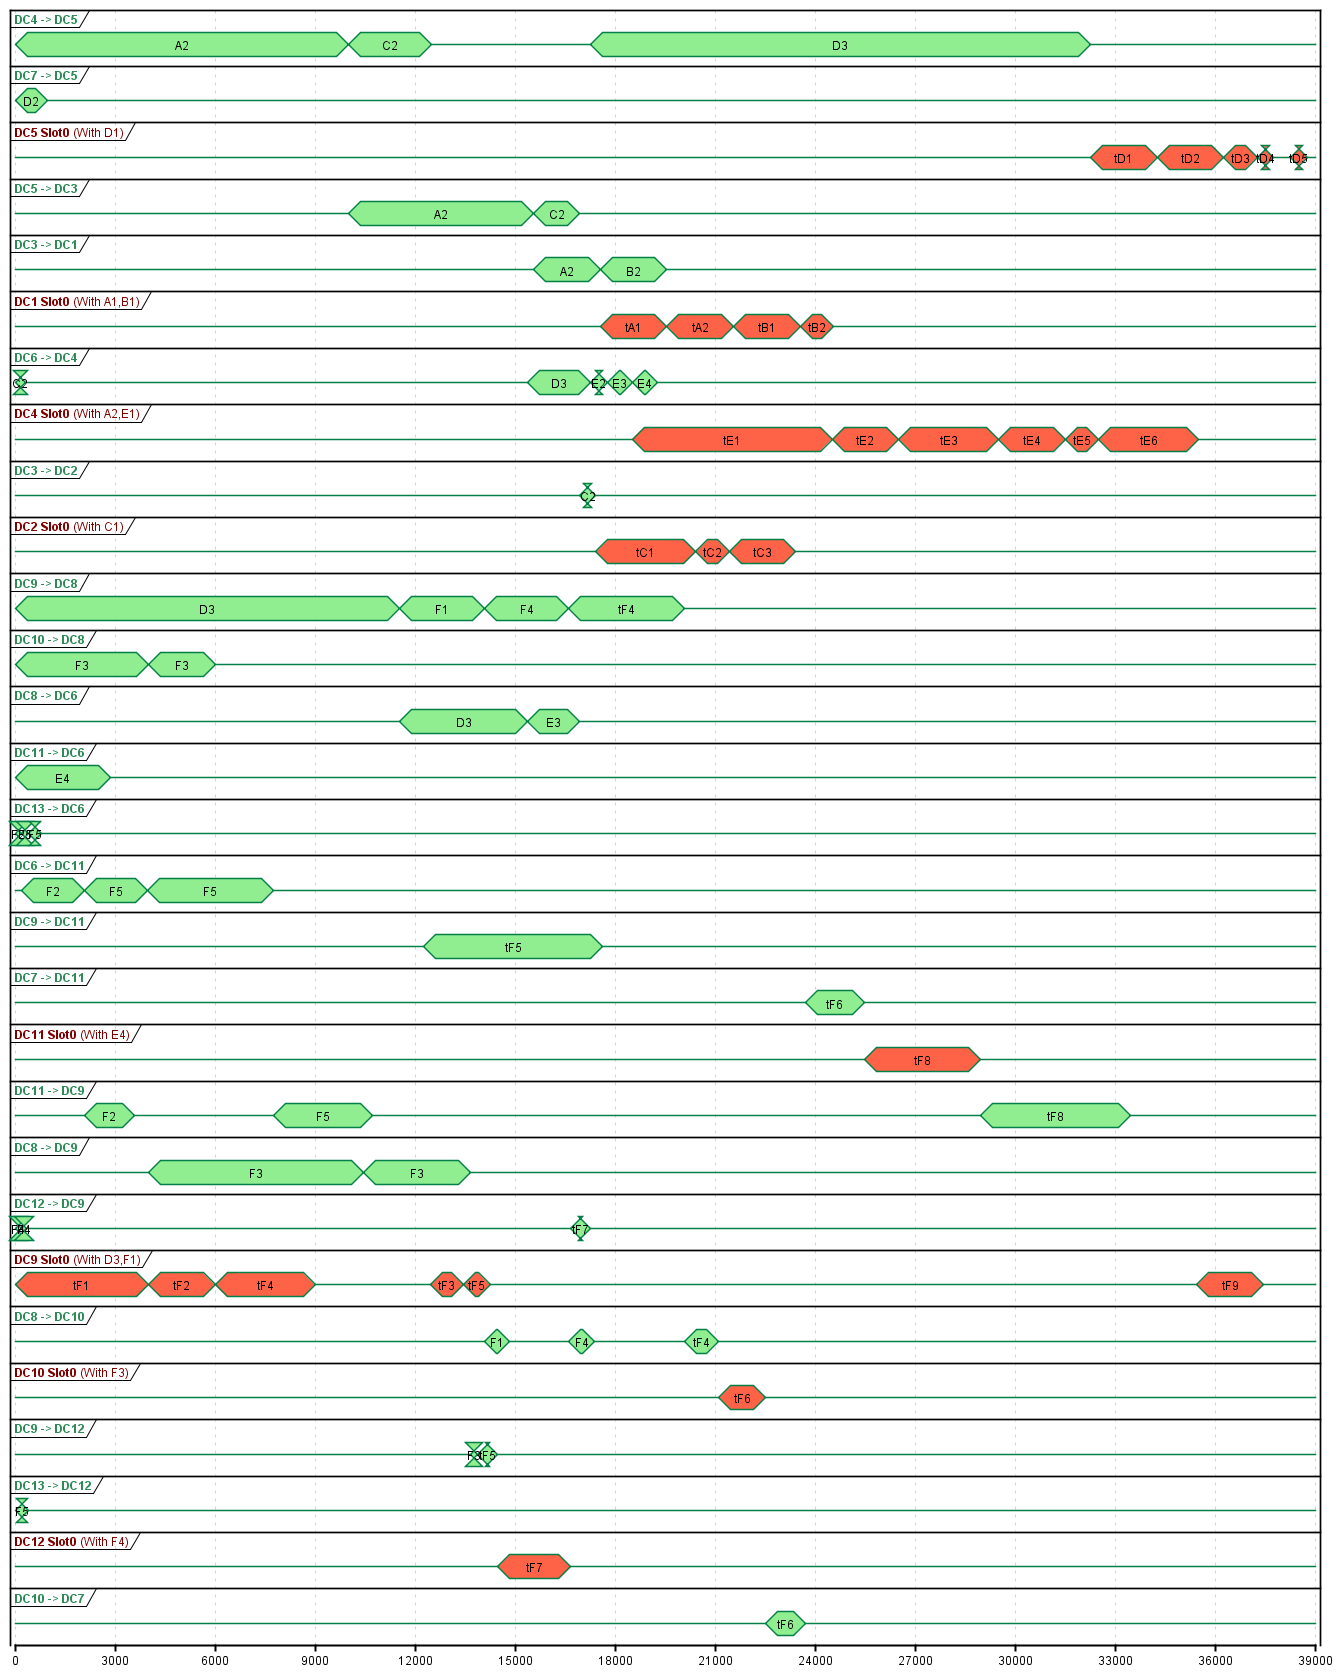 DC4 -> DC5
A2 C2 D3
DC7 -> DC5
D2
DC5 Slot0 (With D1)
tD1 tD2 tD3 tD4 tD5
DC5 -> DC3
A2 C2
DC3 -> DC1
A2 B2
DC1 Slot0 (With A1,B1)
tA1 tA2 tB1 tB2
DC6 -> DC4
C2 D3 E2 E3 E4
DC4 Slot0 (With A2,E1)
tE1 tE2 tE3 tE4 tE5 tE6
DC3 -> DC2
C2
DC2 Slot0 (With C1)
tC1 tC2 tC3
DC9 -> DC8
D3 F1 F4 tF4
DC10 -> DC8
F3 F3
DC8 -> DC6
D3 E3
DC11 -> DC6
E4
DC13 -> DC6
F5
DC6 -> DC11
F2 F5 F5
DC9 -> DC11
tF5
DC7 -> DC11
tF6
DC11 Slot0 (With E4)
tF8
DC11 -> DC9
F2 F5 tF8
DC8 -> DC9
F3 F3
DC12 -> DC9
tF7
DC9 Slot0 (With D3,F1)
tF1 tF2 tF4 tF3 tF5 tF9
DC8 -> DC10
F1 F4 tF4
DC10 Slot0 (With F3)
tF6
DC9 -> DC12
tF5
DC13 -> DC12
F5
DC12 Slot0 (With F4)
tF7
DC10 -> DC7
tF6
0 3000 6000 9000 12000 15000 18000 21000 24000 27000 30000 33000 36000 39000